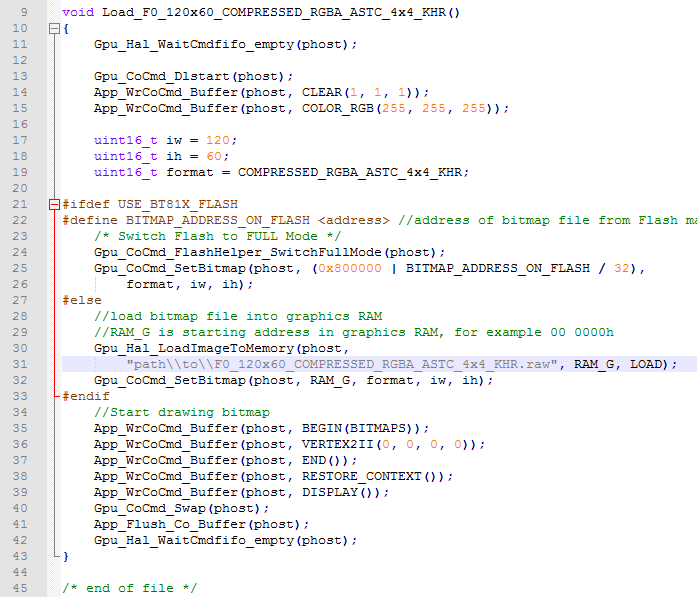 9 void Load_F0_120x60_COMPRESSED_RGBA_ASTC_4x4_KHR()
10 {
11     Gpu_Hal_WaitCmdfifo_empty(phost);
12
13     Gpu_CoCmd_Dlstart(phost);
14     App_WrCoCmd_Buffer(phost, CLEAR(1, 1, 1));
15     App_WrCoCmd_Buffer(phost, COLOR_RGB(255, 255, 255));
16
17     uint16_t iw = 120;
18     uint16_t ih = 60;
19     uint16_t format = COMPRESSED_RGBA_ASTC_4x4_KHR;
20
21 #ifdef USE_BT81X_FLASH
22 #define BITMAP_ADDRESS_ON_FLASH <address> //address of bitmap file from Flash ma
23     /* Switch Flash to FULL Mode */
24     Gpu_CoCmd_FlashHelper_SwitchFullMode(phost);
25     Gpu_CoCmd_SetBitmap(phost, (0x800000 | BITMAP_ADDRESS_ON_FLASH / 32),
26         format, iw, ih);
27 #else
28     //load bitmap file into graphics RAM
29     //RAM_G is starting address in graphics RAM, for example 00 0000h
30     Gpu_Hal_LoadImageToMemory(phost,
31         "path\\to\\F0_120x60_COMPRESSED_RGBA_ASTC_4x4_KHR.raw", RAM_G, LOAD);
32     Gpu_CoCmd_SetBitmap(phost, RAM_G, format, iw, ih);
33 #endif
34     //Start drawing bitmap
35     App_WrCoCmd_Buffer(phost, BEGIN(BITMAPS));
36     App_WrCoCmd_Buffer(phost, VERTEX2II(0, 0, 0, 0));
37     App_WrCoCmd_Buffer(phost, END());
38     App_WrCoCmd_Buffer(phost, RESTORE_CONTEXT());
39     App_WrCoCmd_Buffer(phost, DISPLAY());
40     Gpu_CoCmd_Swap(phost);
41     App_Flush_Co_Buffer(phost);
42     Gpu_Hal_WaitCmdfifo_empty(phost);
43 }
44
45 /* end of file */